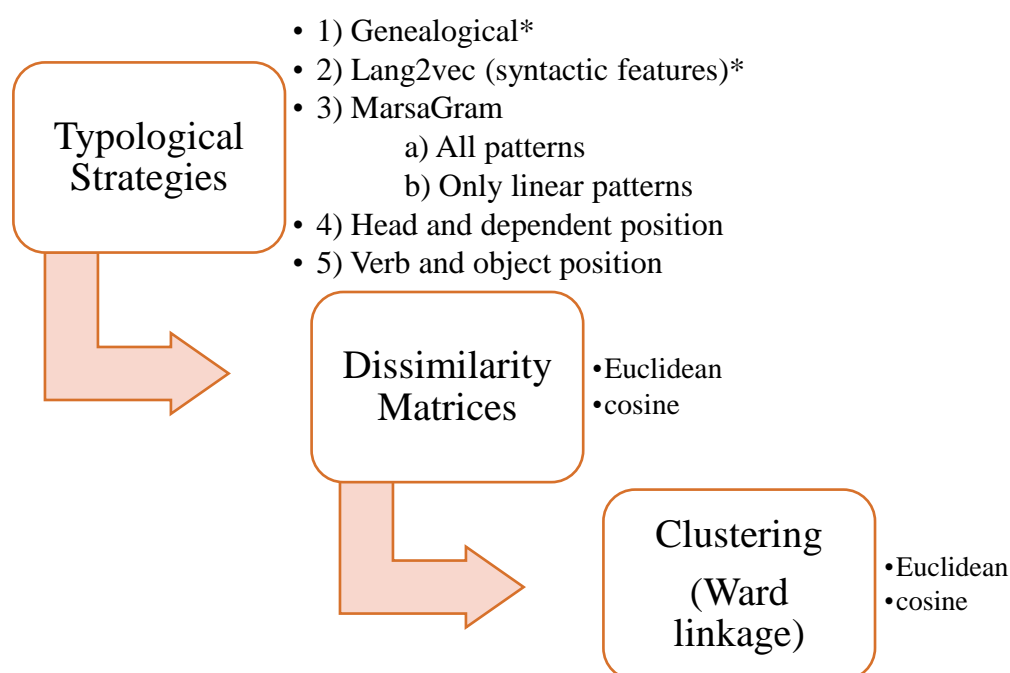 • 1) Genealogical*
• 2) Lang2vec (syntactic features)*
• 3) MarsaGram
a) All patterns
b) Only linear patterns
• 4) Head and dependent position
• 5) Verb and object position
Typological
Strategies
Dissimilarity
Matrices
•Euclidean
•cosine
Clustering
(Ward
linkage)
•Euclidean
•cosine